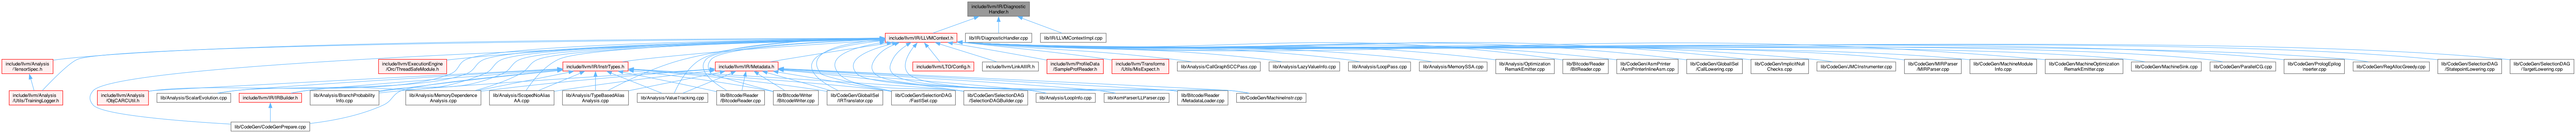 include/llvm/IR/Diagnostic
Handler.h
include/llvm/IR/LLVMContext.h
lib/IR/DiagnosticHandler.cpp
lib/IR/LLVMContextImpl.cpp
include/llvm/Analysis
/TensorSpec.h
include/llvm/ExecutionEngine
/Orc/ThreadSafeModule.h
include/llvm/IR/InstrTypes.h
include/llvm/IR/Metadata.h
include/llvm/LTO/Config.h
include/llvm/LinkAllIR.h
include/llvm/ProfileData
/SampleProfReader.h
include/llvm/Transforms
/Utils/MisExpect.h
lib/Analysis/CallGraphSCCPass.cpp
lib/Analysis/LazyValueInfo.cpp
lib/Analysis/LoopPass.cpp
lib/Analysis/MemorySSA.cpp
lib/Analysis/Optimization
RemarkEmitter.cpp
lib/Bitcode/Reader
/BitReader.cpp
lib/CodeGen/AsmPrinter
/AsmPrinterInlineAsm.cpp
lib/CodeGen/GlobalISel
/CallLowering.cpp
lib/CodeGen/ImplicitNull
Checks.cpp
lib/CodeGen/JMCInstrumenter.cpp
lib/CodeGen/MIRParser
/MIRParser.cpp
lib/CodeGen/MachineModule
Info.cpp
lib/CodeGen/MachineOptimization
RemarkEmitter.cpp
lib/CodeGen/MachineSink.cpp
lib/CodeGen/ParallelCG.cpp
lib/CodeGen/PrologEpilog
Inserter.cpp
lib/CodeGen/RegAllocGreedy.cpp
lib/CodeGen/SelectionDAG
/StatepointLowering.cpp
lib/CodeGen/SelectionDAG
/TargetLowering.cpp
include/llvm/Analysis
/Utils/TrainingLogger.h
include/llvm/Analysis
/ObjCARCUtil.h
lib/Analysis/ScalarEvolution.cpp
include/llvm/IR/IRBuilder.h
lib/Analysis/BranchProbability
Info.cpp
lib/Analysis/MemoryDependence
Analysis.cpp
lib/Analysis/ScopedNoAlias
AA.cpp
lib/Analysis/TypeBasedAlias
Analysis.cpp
lib/Analysis/ValueTracking.cpp
lib/Bitcode/Reader
/BitcodeReader.cpp
lib/Bitcode/Writer
/BitcodeWriter.cpp
lib/CodeGen/GlobalISel
/IRTranslator.cpp
lib/CodeGen/SelectionDAG
/FastISel.cpp
lib/CodeGen/SelectionDAG
/SelectionDAGBuilder.cpp
lib/Analysis/LoopInfo.cpp
lib/AsmParser/LLParser.cpp
lib/Bitcode/Reader
/MetadataLoader.cpp
lib/CodeGen/MachineInstr.cpp
lib/CodeGen/CodeGenPrepare.cpp